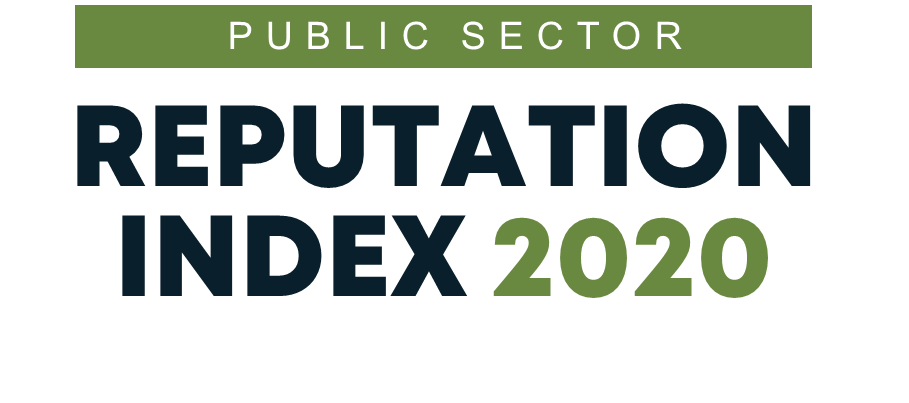 PUBLIC SECTOR
REPUTATION
INDEX 2020